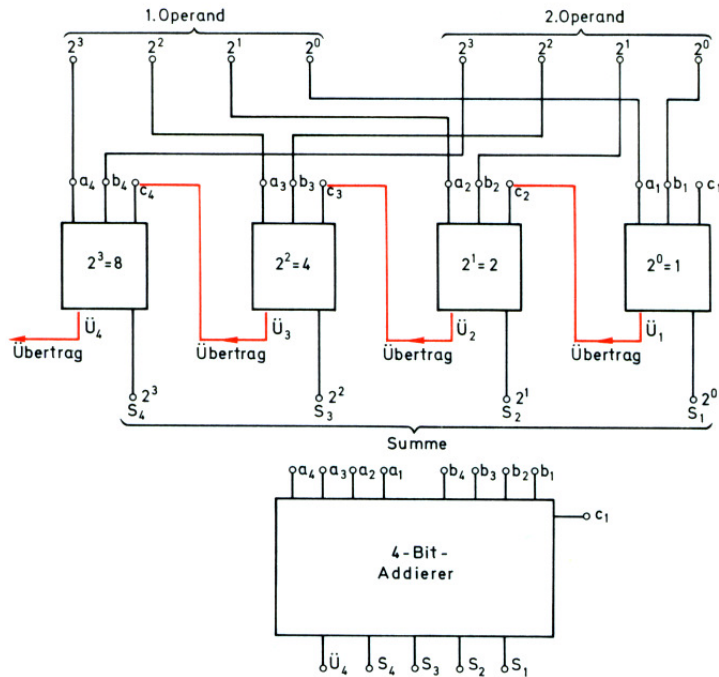 1.Operand 2.Operand
2³ 2² 2¹ 2⁰ 2³ 2² 2¹ 2⁰
a₄ b₄ c₄ a₃ b₃ c₃ a₂ b₂ c₂ a₁ b₁ c₁
2³=8 2²=4 2¹=2 2⁰=1
Ü₄ Ü₃ Ü₂ Ü₁
Übertrag Übertrag Übertrag Übertrag
2³ 2² 2¹ 2⁰
S₄ S₃ S₂ S₁
Summe
a₄ a₃ a₂ a₁ b₄ b₃ b₂ b₁
c₁
4-Bit-
Addierer
Ü₄ S₄ S₃ S₂ S₁